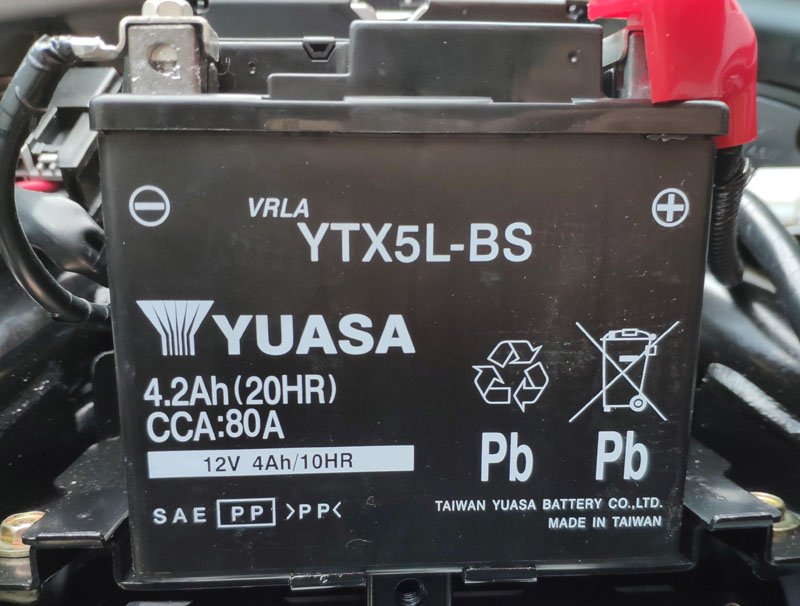 VRLA
YTX5L-BS
YUASA
4.2Ah(20HR)
CCA:80A
12V 4Ah/10HR
Pb Pb
SAE PP >PP<
TAIWAN YUASA BATTERY CO.,LTD.
MADE IN TAIWAN